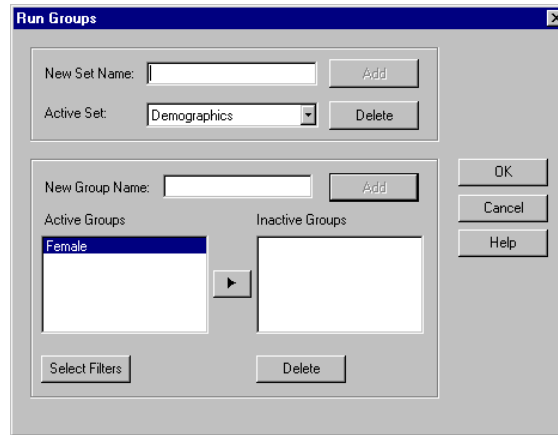 Run Groups
New Set Name: Add
Active Set: Demographics Delete
New Group Name: Add
Active Groups Inactive Groups
Female
Select Filters Delete
OK
Cancel
Help